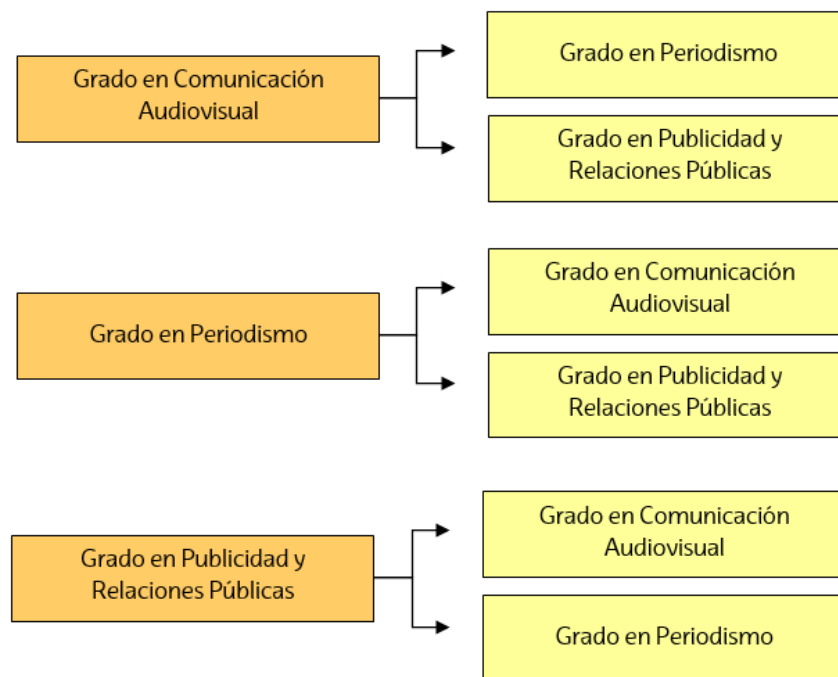 Grado en Comunicación
Audiovisual
Grado en Periodismo
Grado en Publicidad y
Relaciones Públicas
Grado en Periodismo
Grado en Comunicación
Audiovisual
Grado en Publicidad y
Relaciones Públicas
Grado en Publicidad y
Relaciones Públicas
Grado en Comunicación
Audiovisual
Grado en Periodismo